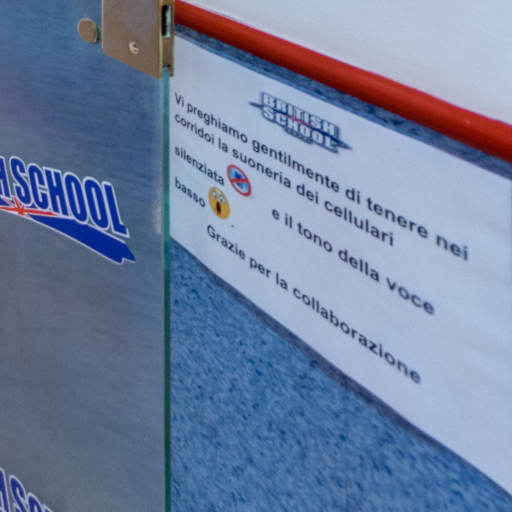 BRITISH
SCHOOL
Vi preghiamo gentilmente di tenere nei
corridoi la suoneria dei cellulari
silenziata e il tono della voce
basso .
Grazie per la collaborazione
H SCHOOL
H SCH